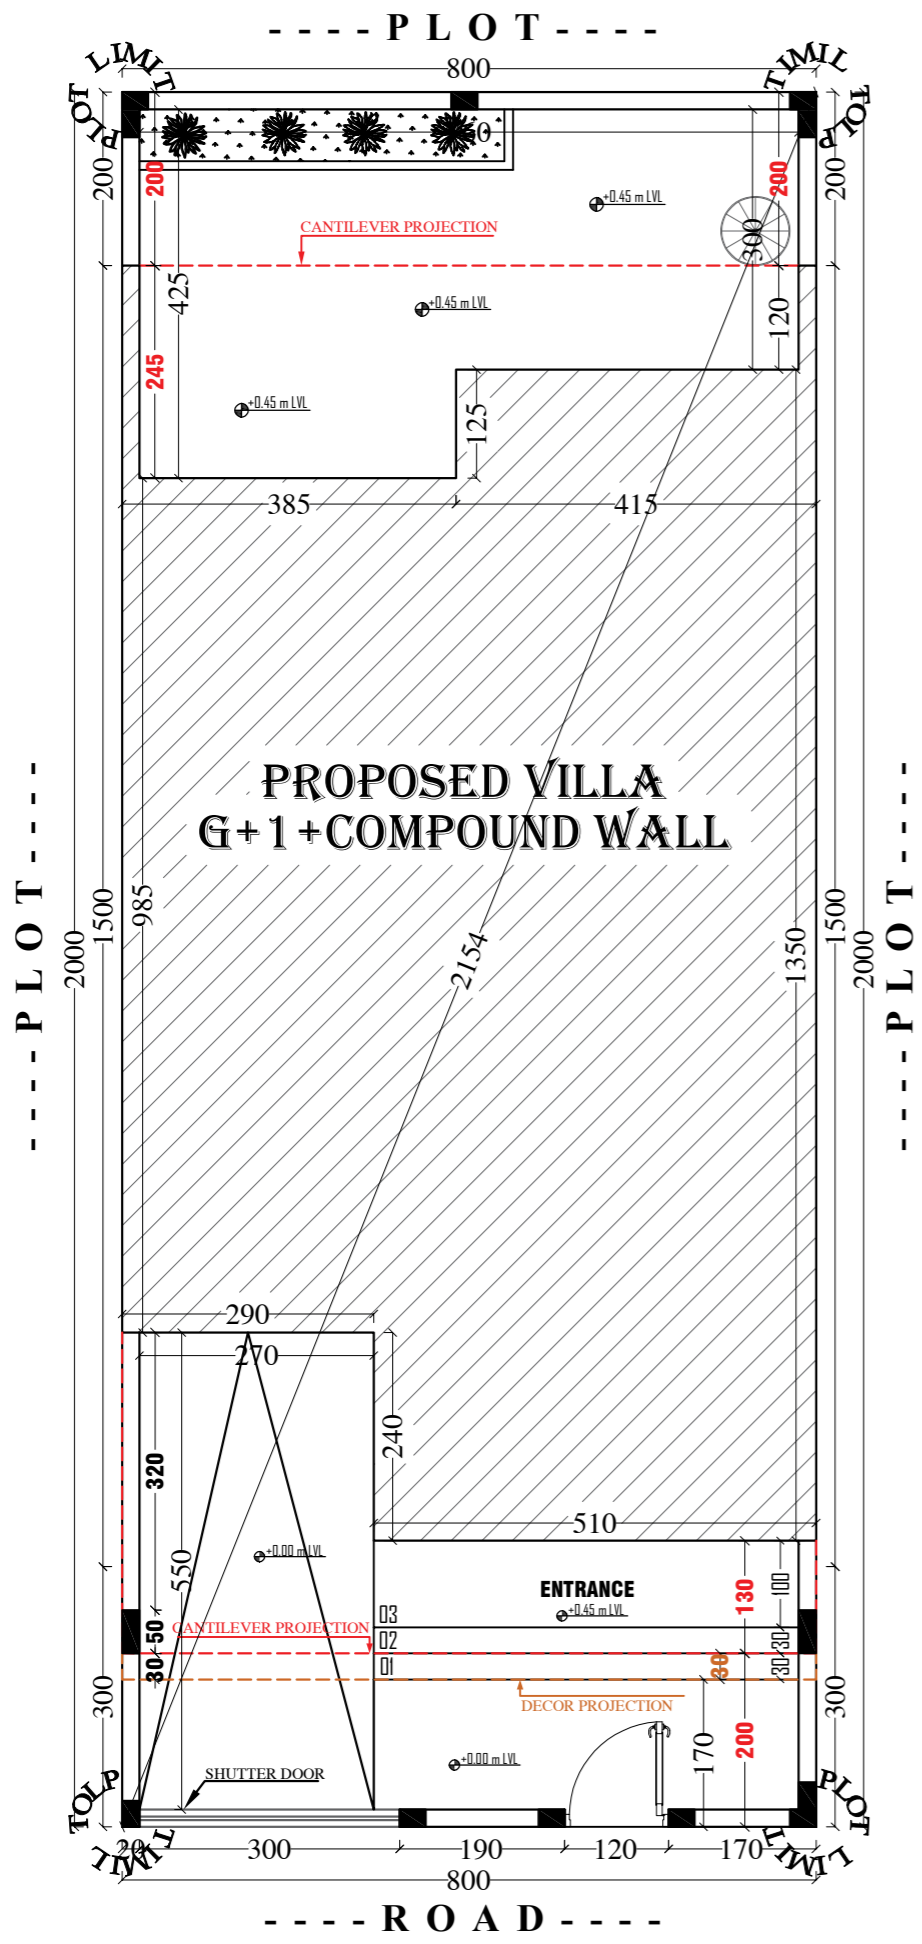 - - - - P L O T - - - -
PLOT LIMIT
PLOT LIMIT
800
200
200
200
200
0
+0.45 m LVL
CANTILEVER PROJECTION
300
425
+0.45 m LVL
120
245
+0.45 m LVL
125
385
415
PROPOSED VILLA
G+1+COMPOUND WALL
- - - - P L O T - - - -
- - - - P L O T - - - -
2000
1500
985
2154
1350
1500
2000
290
270
240
320
510
550
+0.00 m LVL
ENTRANCE
+0.45 m LVL
130
100
03
02
01
CANTILEVER PROJECTION
50
30
30
30
30
DECOR PROJECTION
300
300
170
200
+0.00 m LVL
SHUTTER DOOR
PLOT LIMIT
PLOT LIMIT
20
300
190
120
170
800
- - - - R O A D - - - -